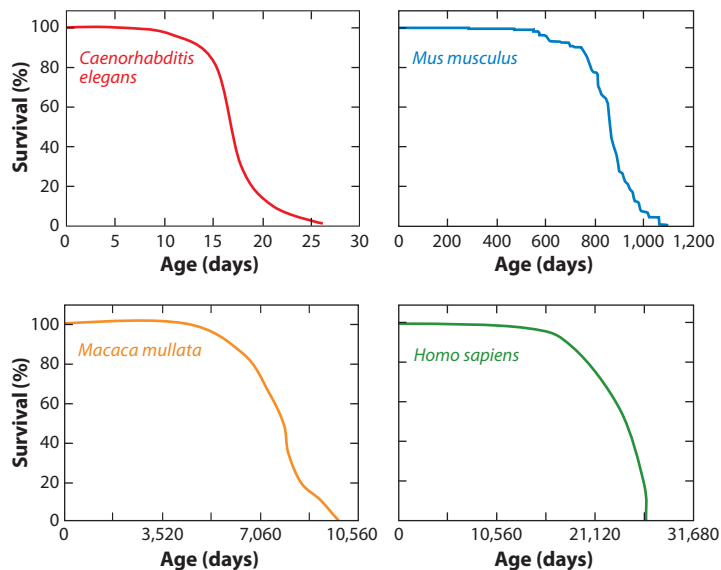 100
80
60
40
20
0
Survival (%)
Caenorhabditis
elegans
0 5 10 15 20 25 30
Age (days)
Mus musculus
0 200 400 600 800 1,000 1,200
Age (days)
100
80
60
40
20
0
Survival (%)
Macaca mullata
0 3,520 7,060 10,560
Age (days)
Homo sapiens
0 10,560 21,120 31,680
Age (days)